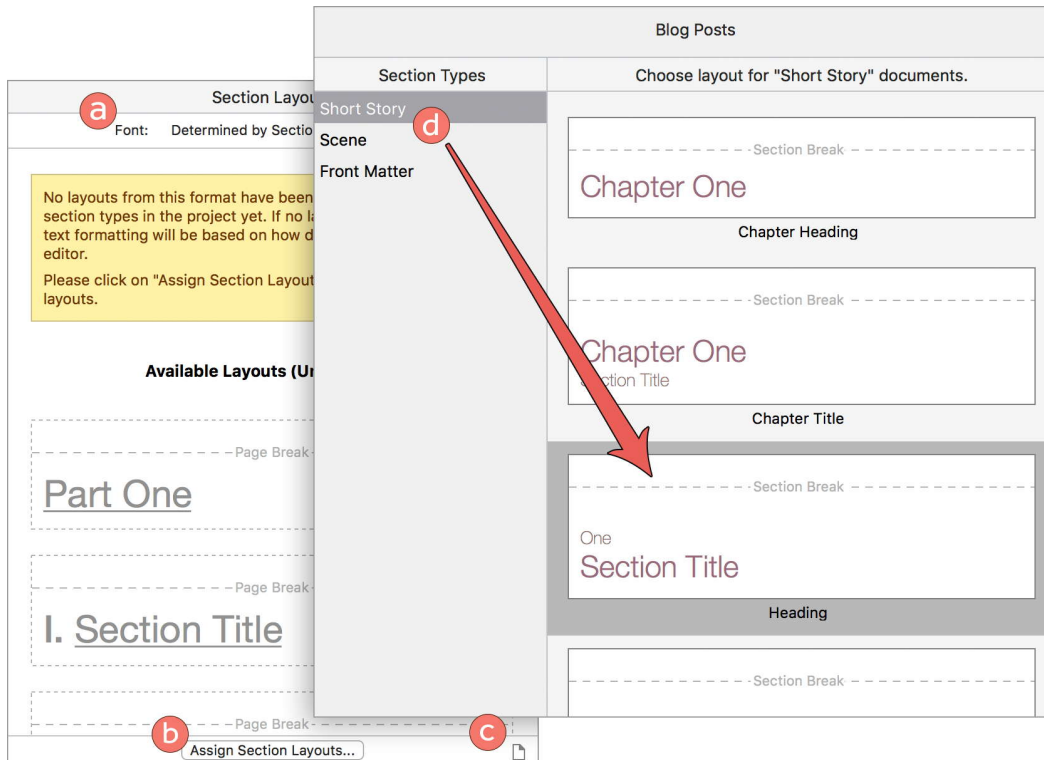 Blog Posts
Section Types
Choose layout for "Short Story" documents.
Short Story
Scene
Front Matter
d
Section Break
Chapter One
Chapter Heading
Section Break
Chapter One
Section Title
Chapter Title
Section Break
One
Section Title
Heading
Section Break
a
Section Layou
Font: Determined by Sectio
No layouts from this format have been
section types in the project yet. If no la
text formatting will be based on how d
editor.
Please click on "Assign Section Layout
layouts.
Available Layouts (Un
Page Break
Part One
Page Break
I. Section Title
Page Break
b
Assign Section Layouts...
c